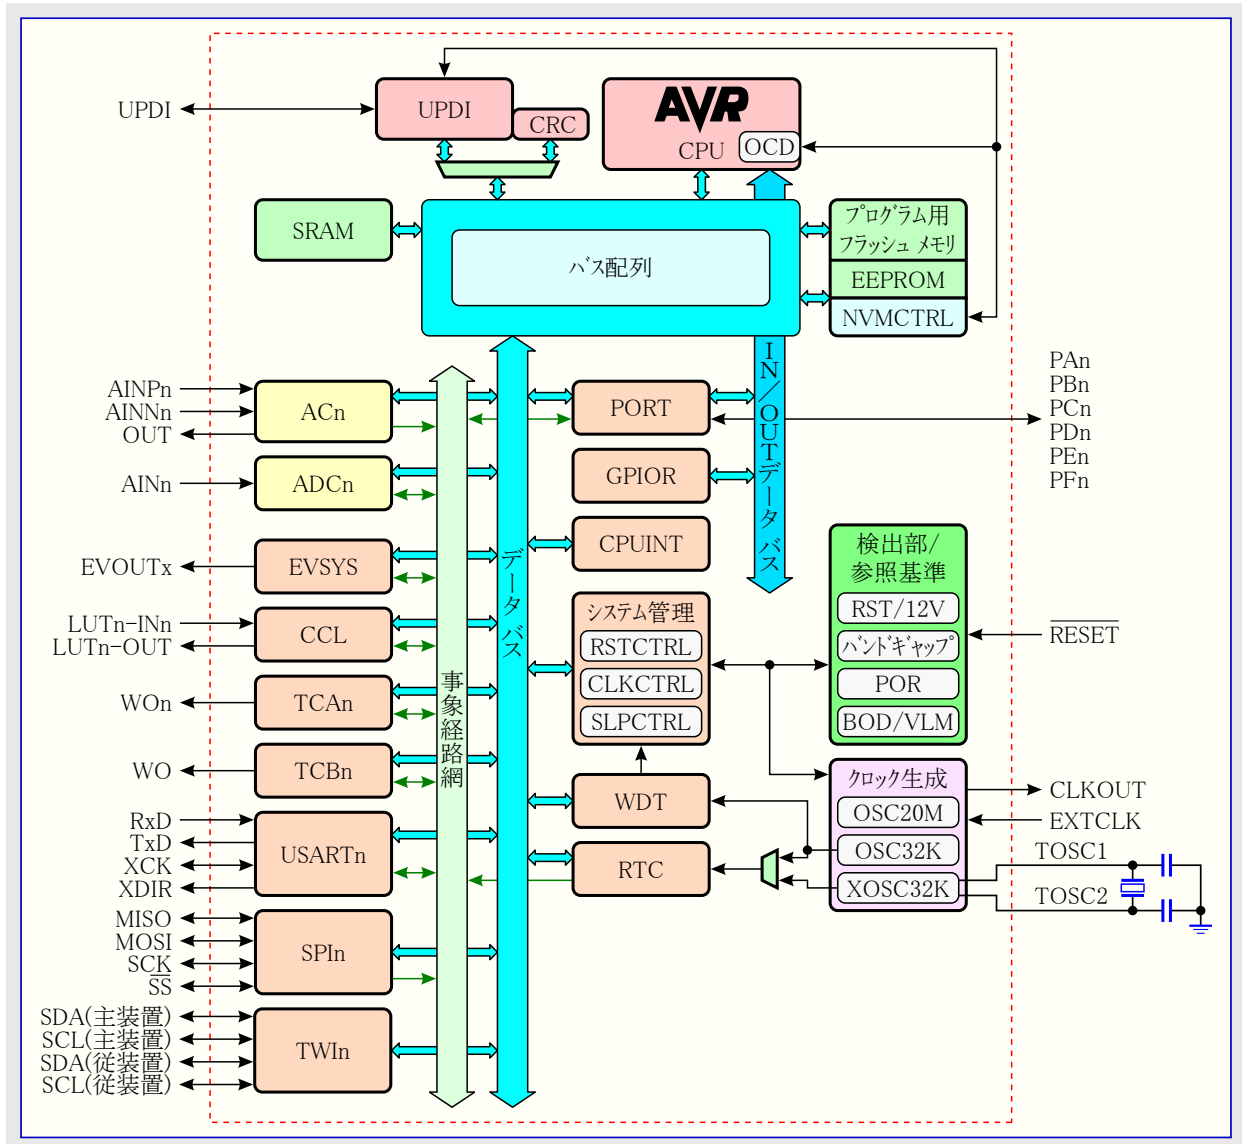 UPDI
UPDI
CRC
AVR
CPU
OCD
SRAM
バス配列
プログラム用
フラッシュ メモリ
EEPROM
NVMCTRL
AINPn
AINNn
OUT
ACn
AINn
ADCn
EVOUTx
EVSYS
LUTn-INn
LUTn-OUT
CCL
WOn
TCAn
WO
TCBn
RxD
TxD
XCK
XDIR
USARTn
MISO
MOSI
SCK
SS
SPIn
SDA(主装置)
SCL(主装置)
SDA(従装置)
SCL(従装置)
TWIn
事象経路網
データ バス
IN/OUTデータ バス
PORT
GPIOR
CPUINT
システム管理
RSTCTRL
CLKCTRL
SLPCTRL
WDT
RTC
PAn
PBn
PCn
PDn
PEn
PFn
検出部/
参照基準
RST/12V
バンドギャップ
POR
BOD/VLM
RESET
クロック生成
OSC20M
OSC32K
XOSC32K
CLKOUT
EXTCLK
TOSC1
TOSC2